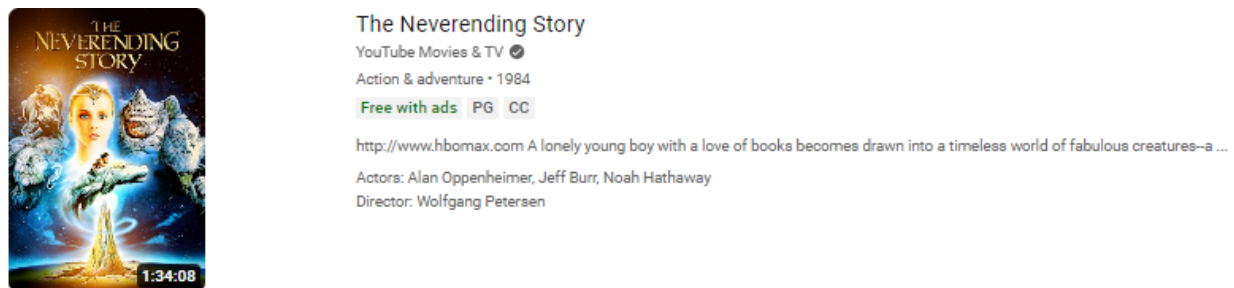 THE
NEVERENDING
STORY
1:34:08
The Neverending Story
YouTube Movies & TV
Action & adventure • 1984
Free with ads PG CC
http://www.hbomax.com A lonely young boy with a love of books becomes drawn into a timeless world of fabulous creatures--a ...
Actors: Alan Oppenheimer, Jeff Burr, Noah Hathaway
Director: Wolfgang Petersen